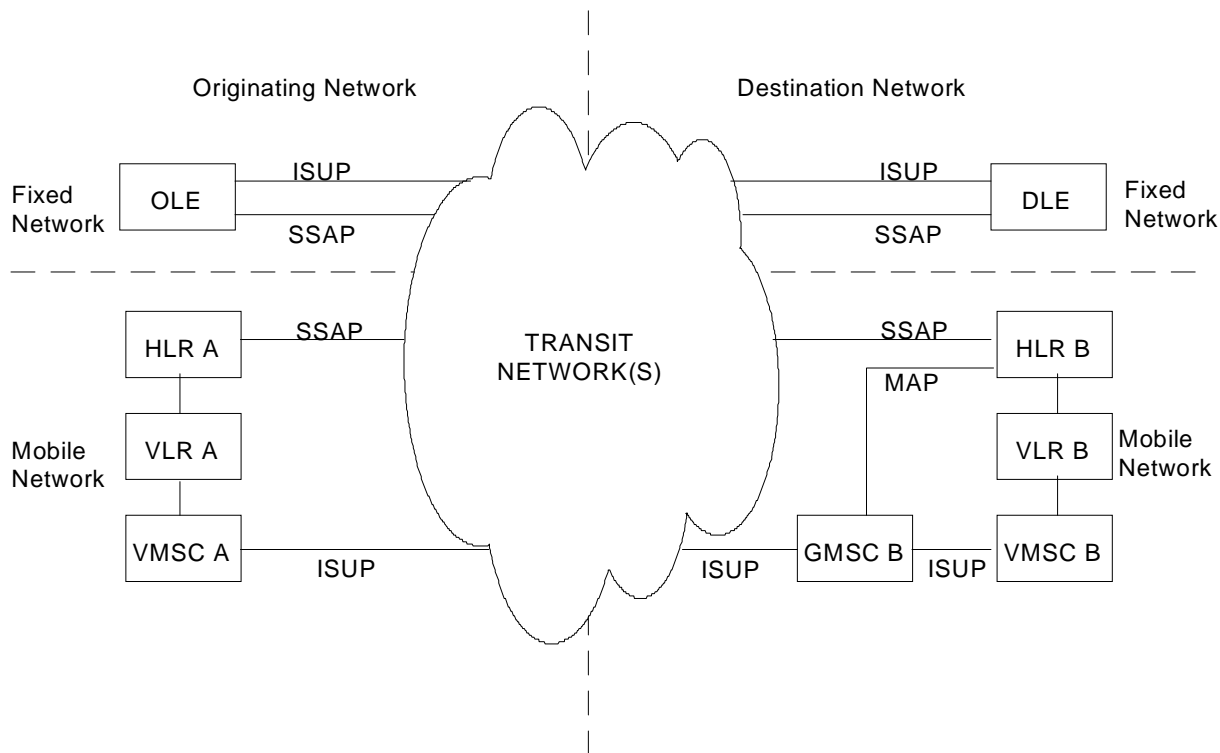 Originating Network
Destination Network
ISUP
ISUP
Fixed
Network
OLE
DLE
Fixed
Network
SSAP
SSAP
HLR A
SSAP
TRANSIT
NETWORK(S)
SSAP
HLR B
MAP
Mobile
Network
VLR A
VLR B
Mobile
Network
VMSC A
ISUP
ISUP
GMSC B
ISUP
VMSC B